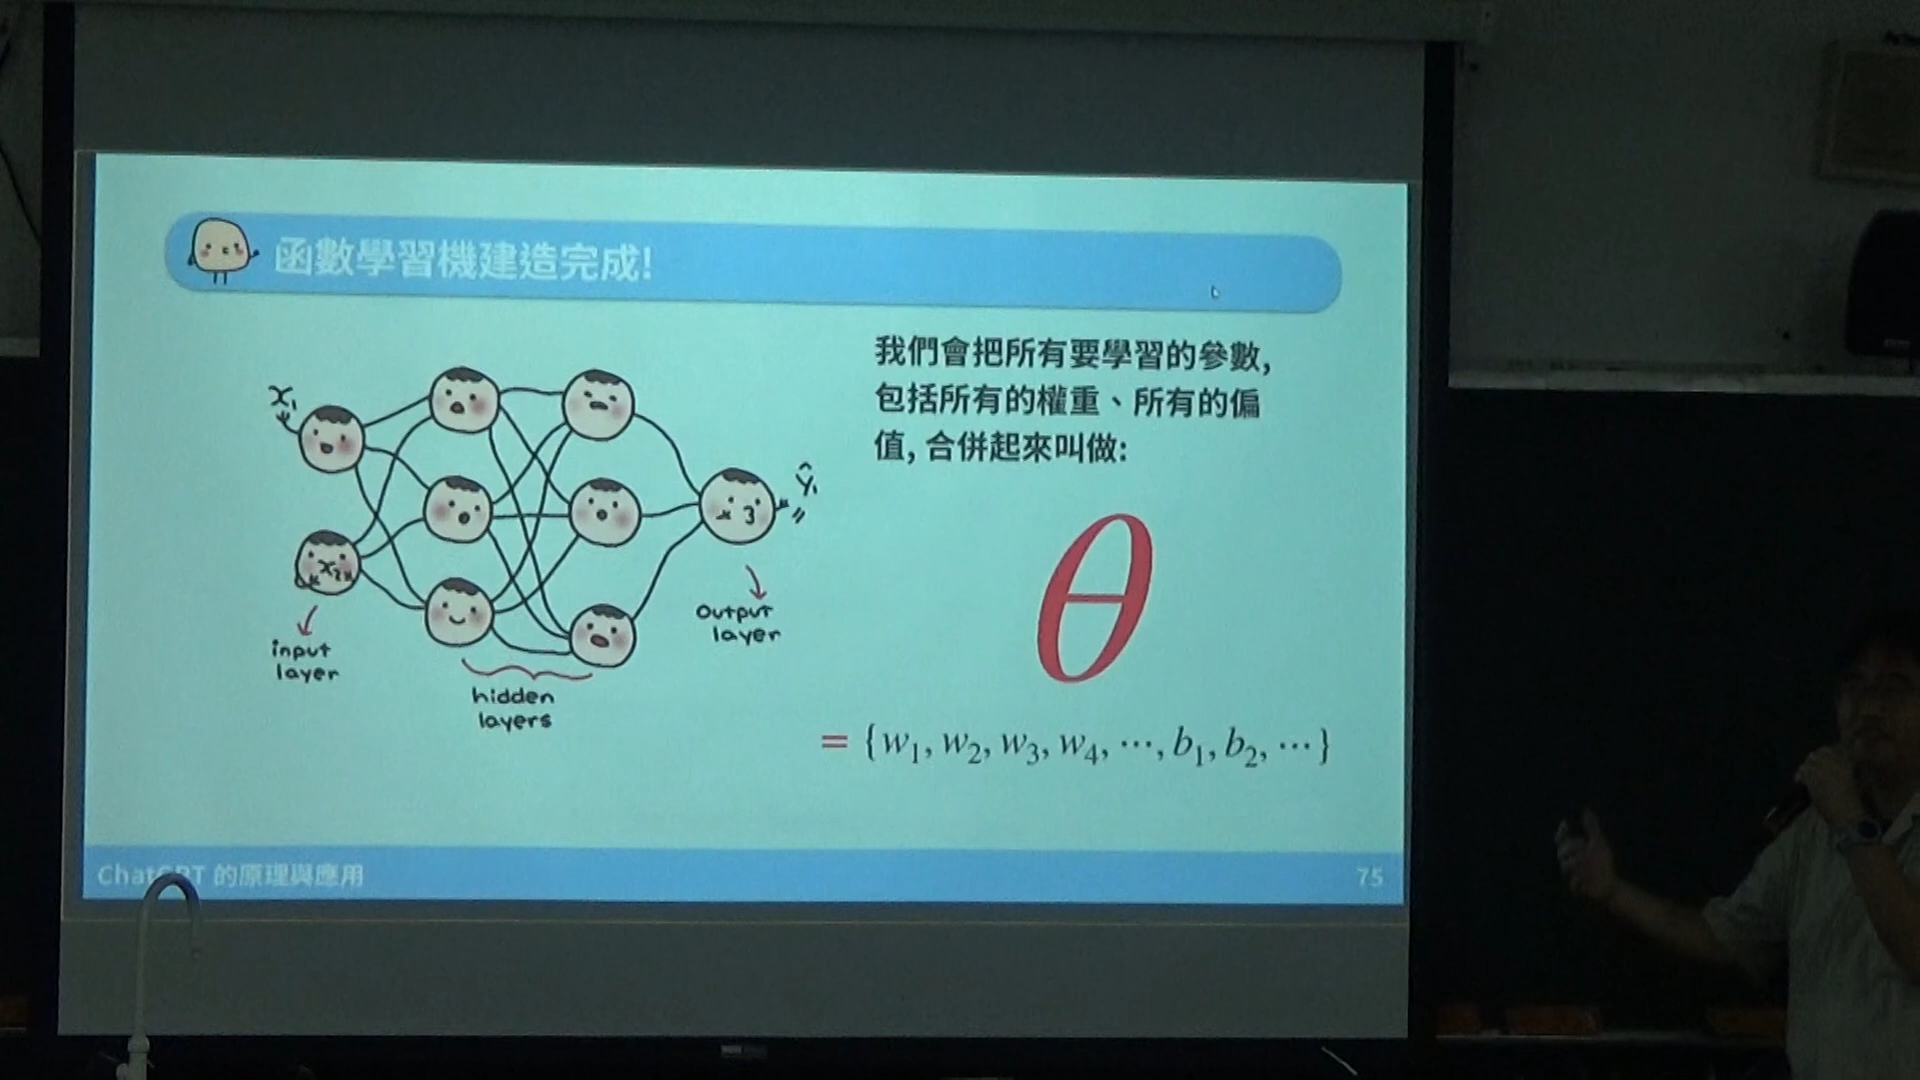 函數學習機建造完成!
我們會把所有要學習的參數,
包括所有的權重、所有的偏
值, 合併起來叫做:
θ
= {w₁, w₂, w₃, w₄, ⋯, b₁, b₂, ⋯}
x₁
x₂
ŷ₁
input
layer
hidden
layers
output
layer
ChatGPT 的原理與應用
75